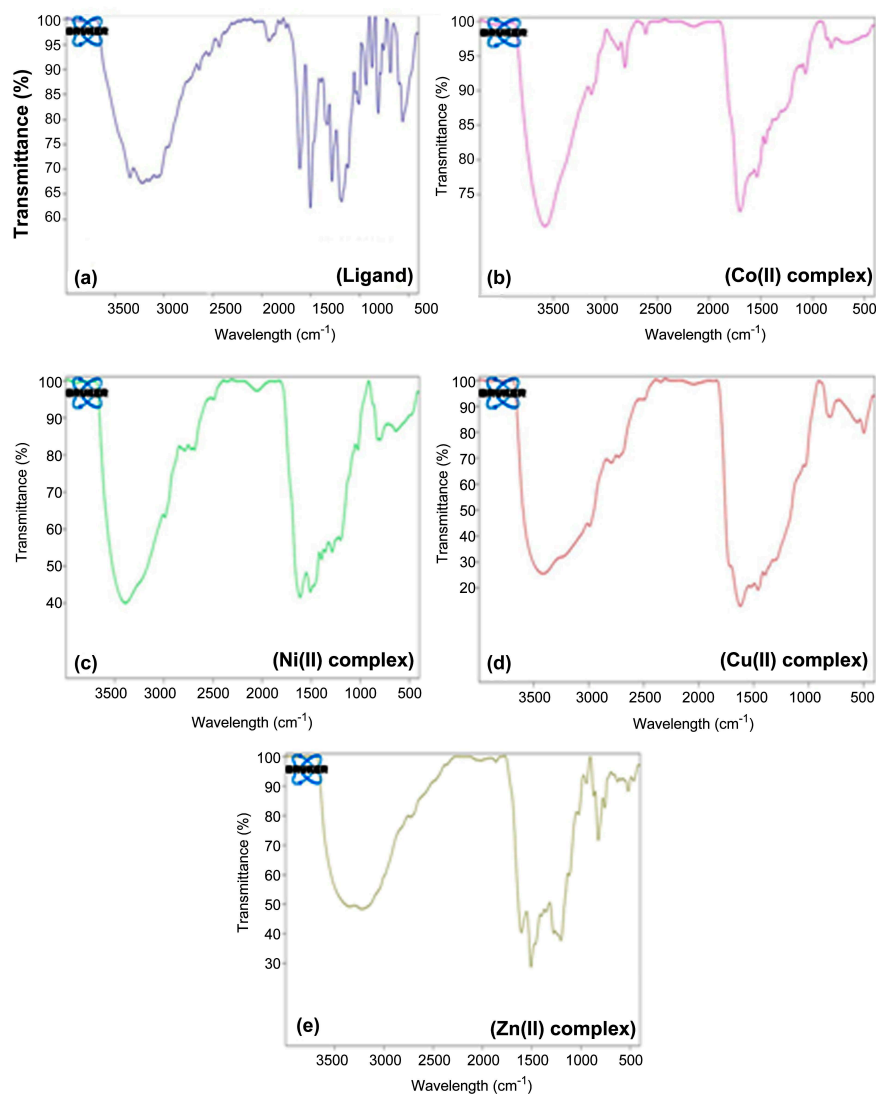 100
95
90
85
80
75
70
65
60
Transmittance (%)
BRUKER
(a)
(Ligand)
3500 3000 2000 1500 1000 500
Wavelength (cm-1)
100
95
90
85
80
75
Transmittance (%)
BRUKER
(b)
(Co(II) complex)
3500 3000 2500 2000 1500 1000 500
Wavelength (cm-1)
100
90
80
70
60
50
40
Transmittance (%)
BRUKER
(c)
(Ni(II) complex)
3500 3000 2500 2000 1500 1000 500
Wavelength (cm-1)
100
90
80
70
60
50
40
30
20
Transmittance (%)
BRUKER
(d)
(Cu(II) complex)
3500 3000 2500 2000 1500 1000 500
Wavelength (cm-1)
100
90
80
70
60
50
40
30
Transmittance (%)
BRUKER
(e)
(Zn(II) complex)
3500 3000 2500 2000 1500 1000 500
Wavelength (cm-1)